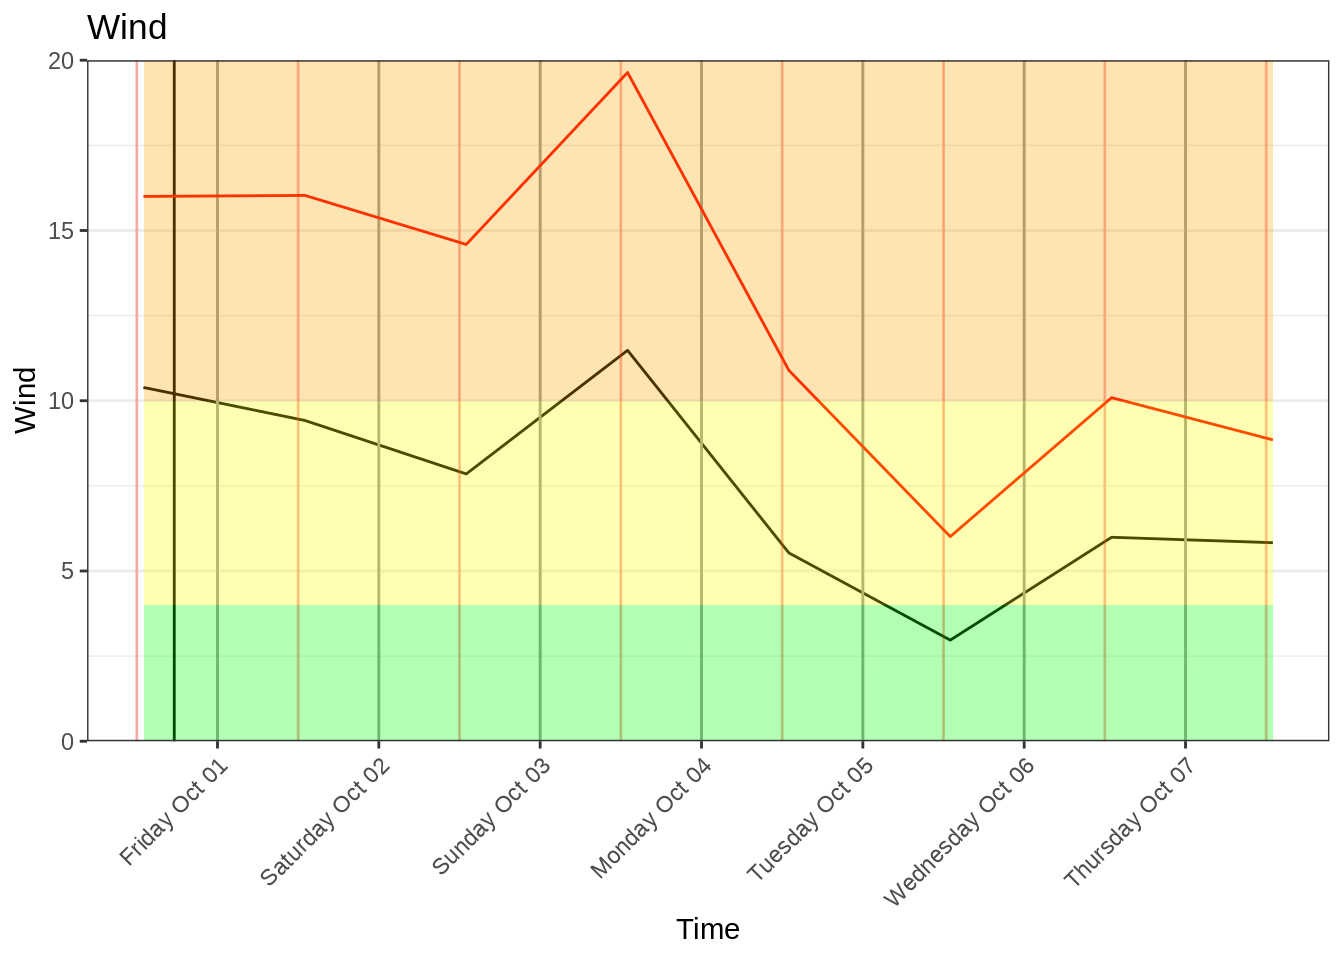 Wind
20
15
10
5
0
Wind
Friday Oct 01
Saturday Oct 02
Sunday Oct 03
Monday Oct 04
Tuesday Oct 05
Wednesday Oct 06
Thursday Oct 07
Time